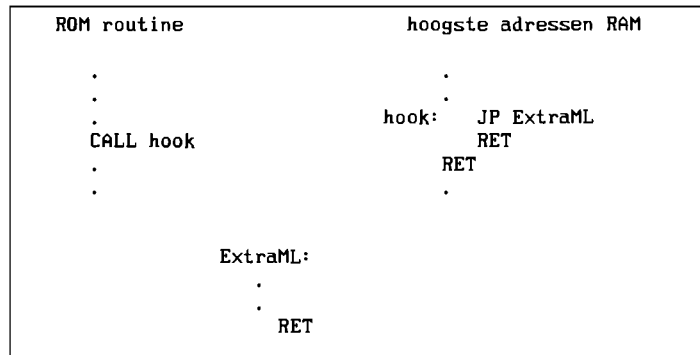 ROM routine hoogste adressen RAM
. .
. .
. hook: JP ExtraML
CALL hook RET
. RET
. .
ExtraML:
.
.
RET